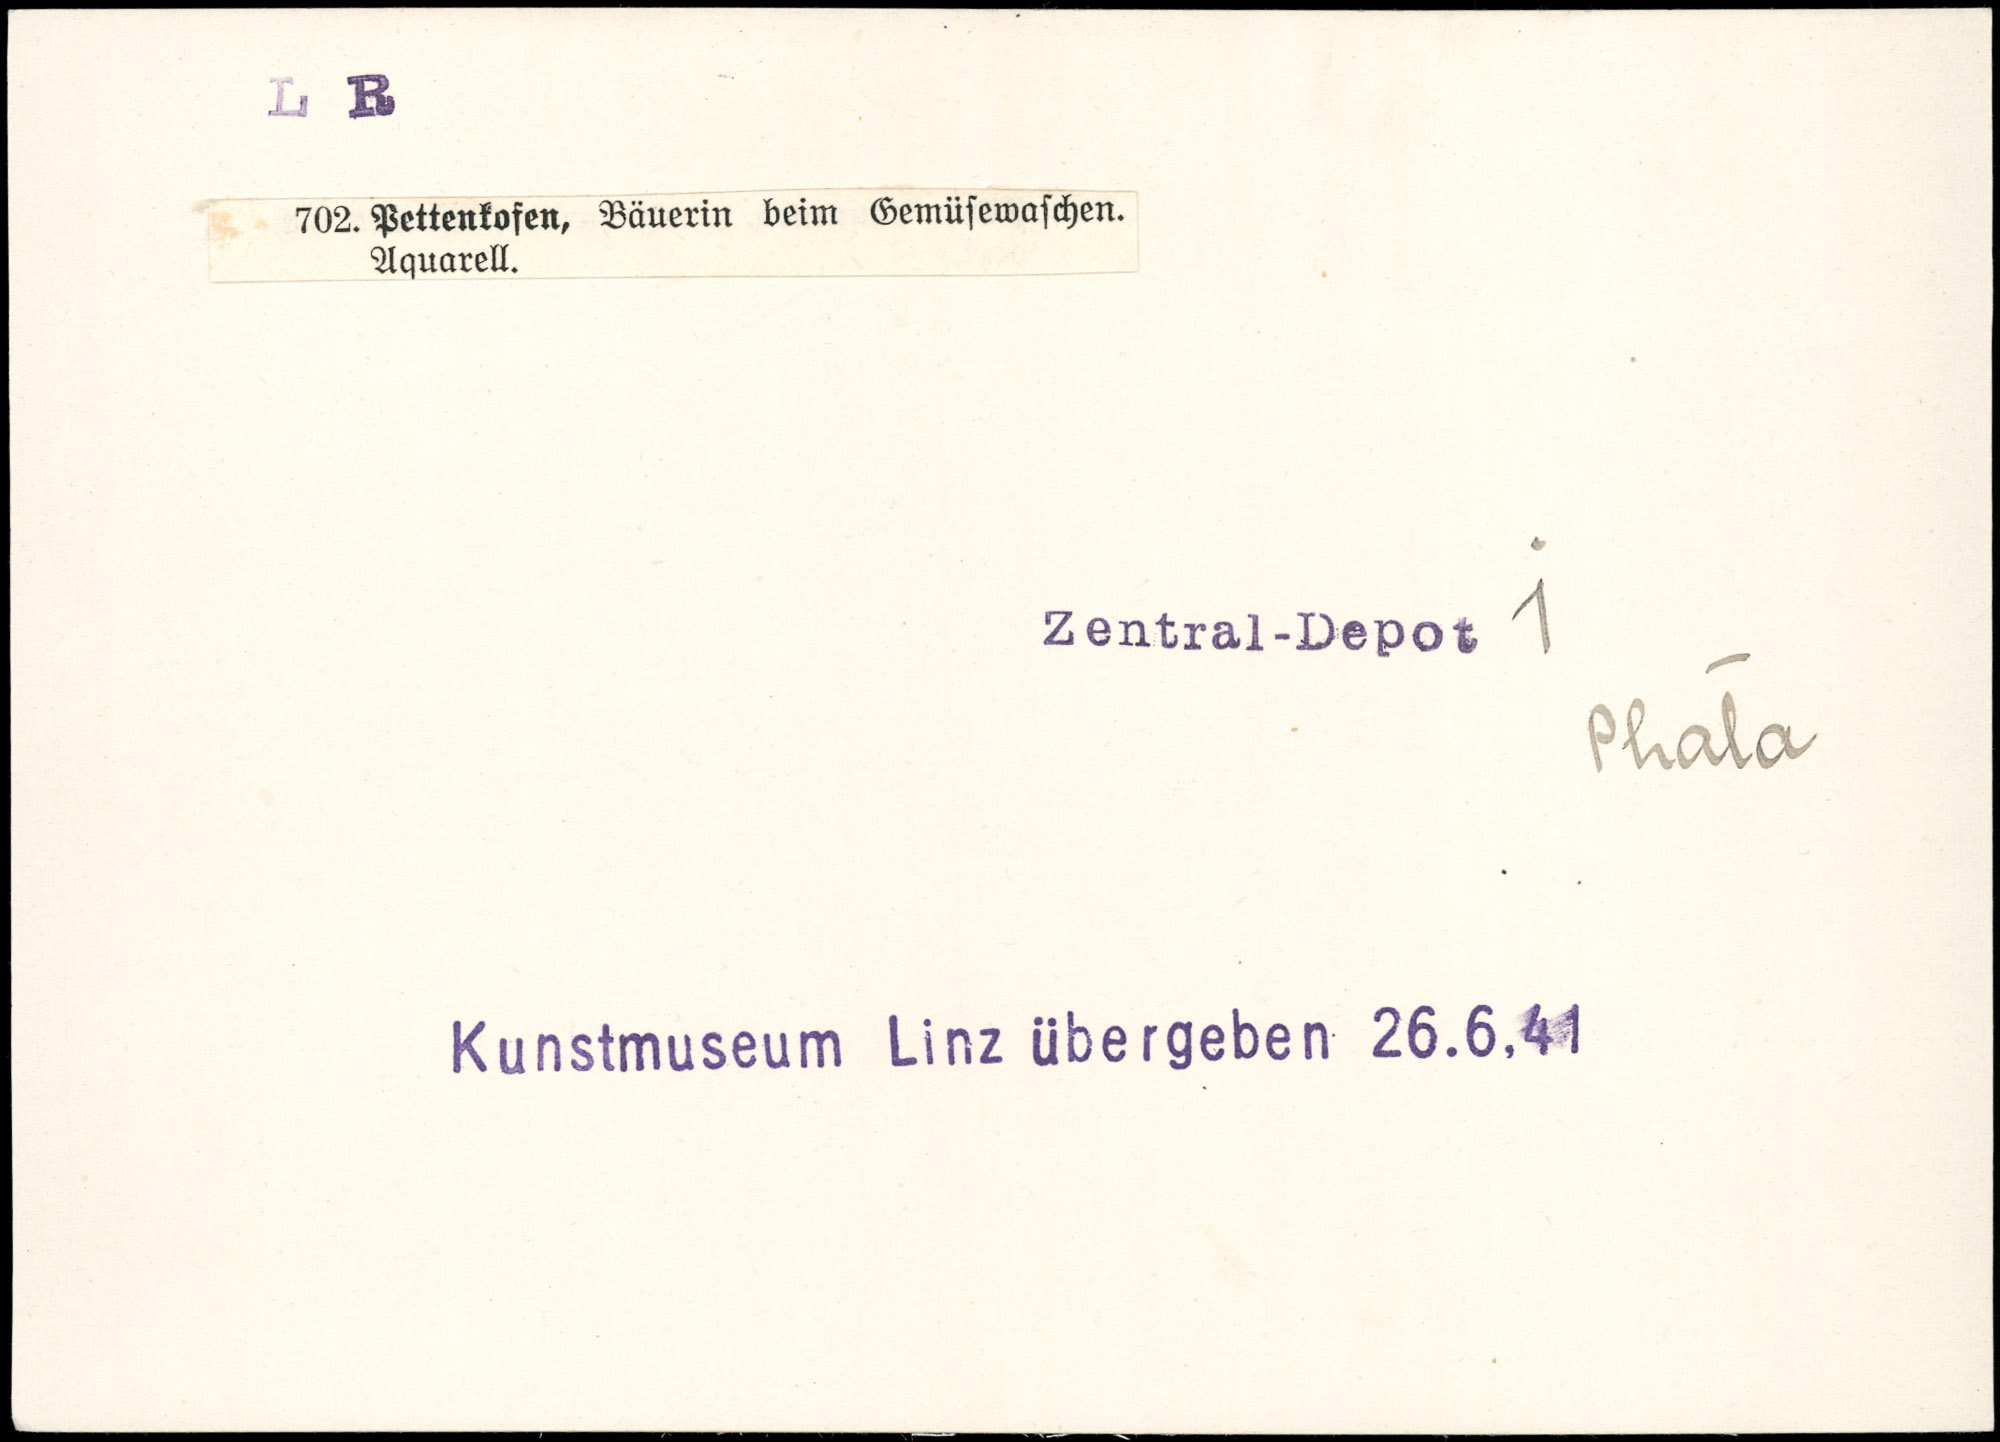 L R
702. Pettenkofen, Bäuerin beim Gemüſewaſchen.
Aquarell.
Zentral-Depot 1
Phala
Kunstmuseum Linz übergeben 26.6.41